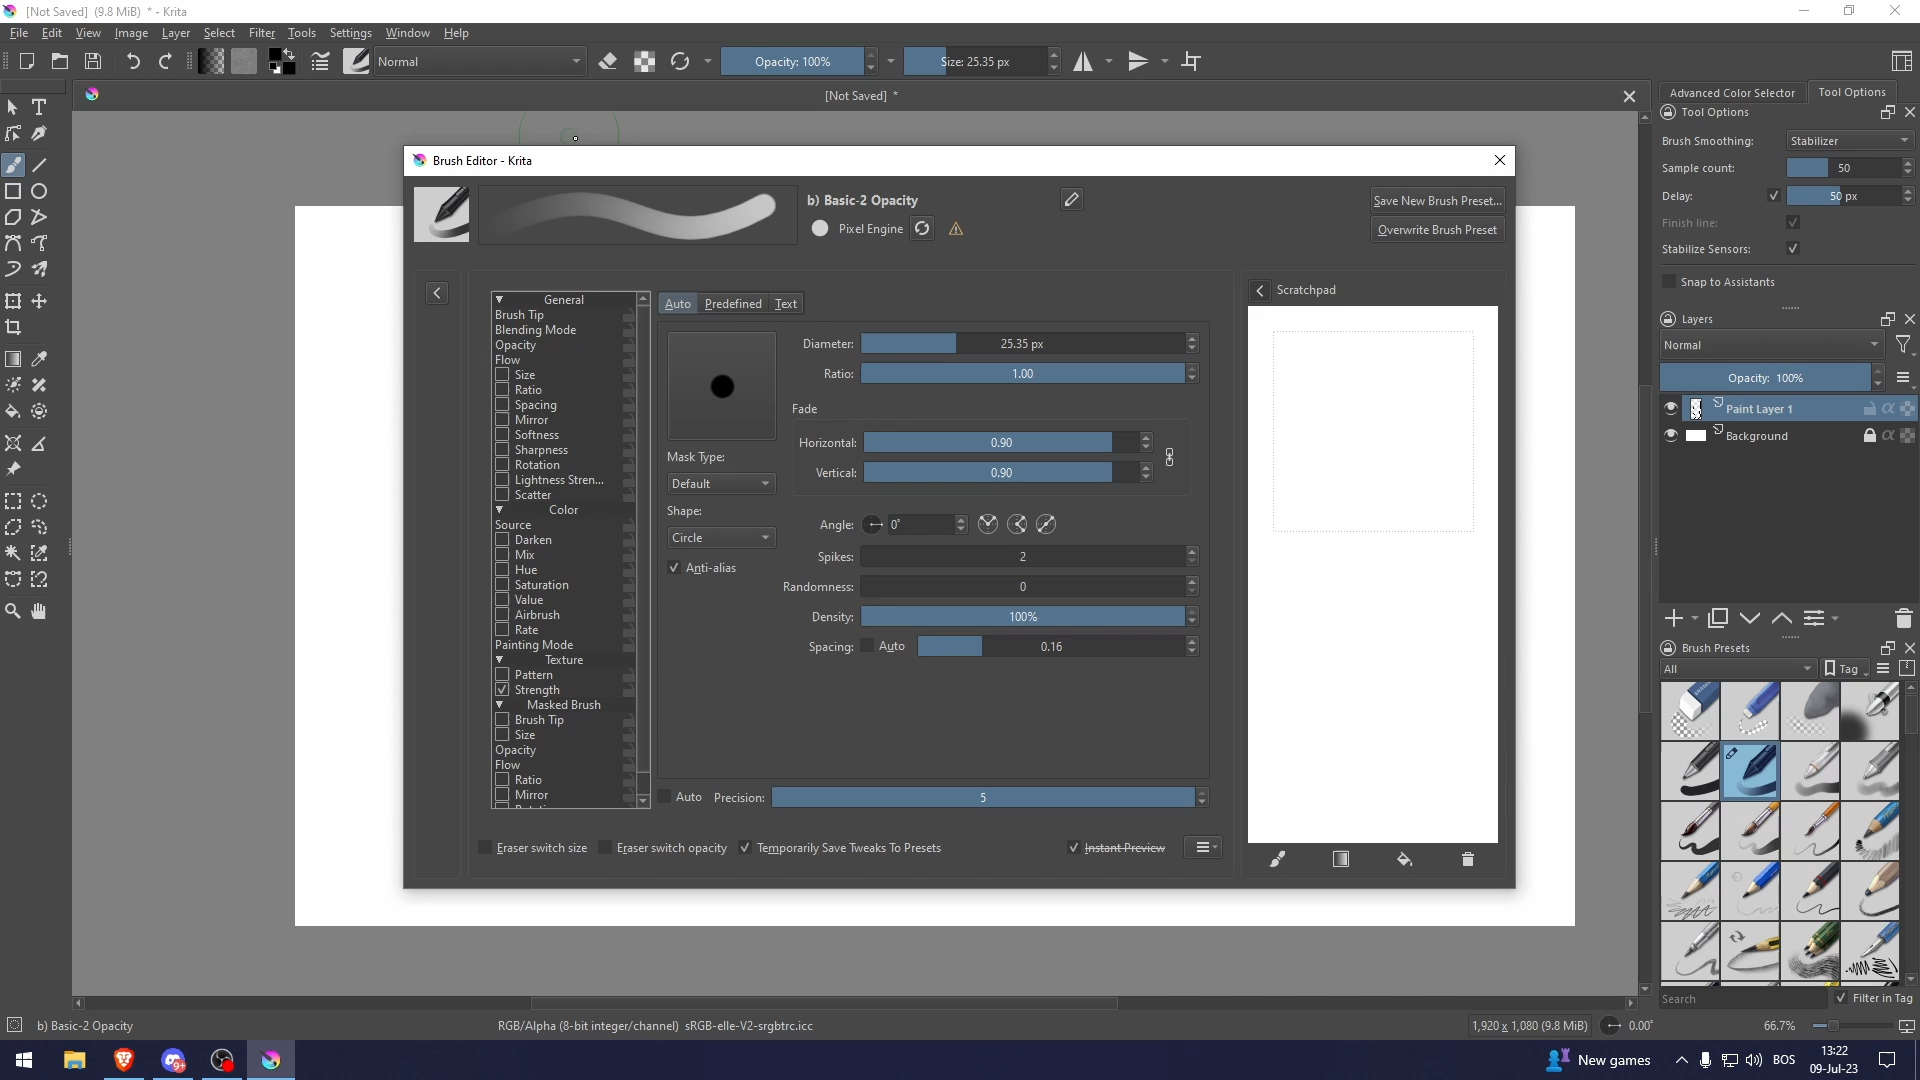 [Not Saved]  (9.8 MiB)  * - Krita
File Edit View Image Layer Select Filter Tools Settings Window Help
Normal Opacity: 100% Size: 25.35 px
[Not Saved]  *
Advanced Color Selector Tool Options
Tool Options
Brush Smoothing: Stabilizer
Sample count: 50
Delay: 50 px
Finish line:
Stabilize Sensors:
Snap to Assistants
Layers
Normal
Opacity:  100%
Paint Layer 1
Background
Brush Presets
All Tag
Search Filter in Tag
Brush Editor - Krita
b) Basic-2 Opacity
Pixel Engine
Save New Brush Preset...
Overwrite Brush Preset
General
Brush Tip
Blending Mode
Opacity
Flow
Size
Ratio
Spacing
Mirror
Softness
Sharpness
Rotation
Lightness Stren...
Scatter
Color
Source
Darken
Mix
Hue
Saturation
Value
Airbrush
Rate
Painting Mode
Texture
Pattern
Strength
Masked Brush
Brush Tip
Size
Opacity
Flow
Ratio
Mirror
Auto Predefined Text
Diameter: 25.35 px
Ratio: 1.00
Fade
Horizontal: 0.90
Vertical: 0.90
Mask Type:
Default
Shape:
Circle
Anti-alias
Angle: 0°
Spikes: 2
Randomness: 0
Density: 100%
Spacing: Auto 0.16
Auto Precision: 5
Eraser switch size Eraser switch opacity Temporarily Save Tweaks To Presets Instant Preview
Scratchpad
b) Basic-2 Opacity RGB/Alpha (8-bit integer/channel)  sRGB-elle-V2-srgbtrc.icc 1,920 x 1,080 (9.8 MiB) 0.00° 66.7%
9+ New games BOS 13:22
09-Jul-23